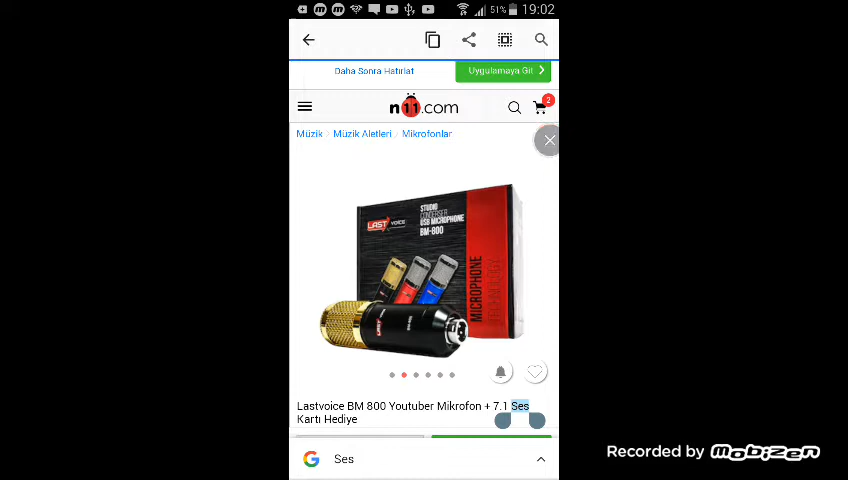 51% 19:02
Daha Sonra Hatırlat
Uygulamaya Git
n11.com
2
Müzik
Müzik Aletleri
Mikrofonlar
LAST VOICE
STUDIO
CONDENSER
USB MICROPHONE
BM-800
MICROPHONE
TECHNOLOGY
LAST
Lastvoice BM 800 Youtuber Mikrofon + 7.1 Ses
Kartı Hediye
Ses
Recorded by mobizen